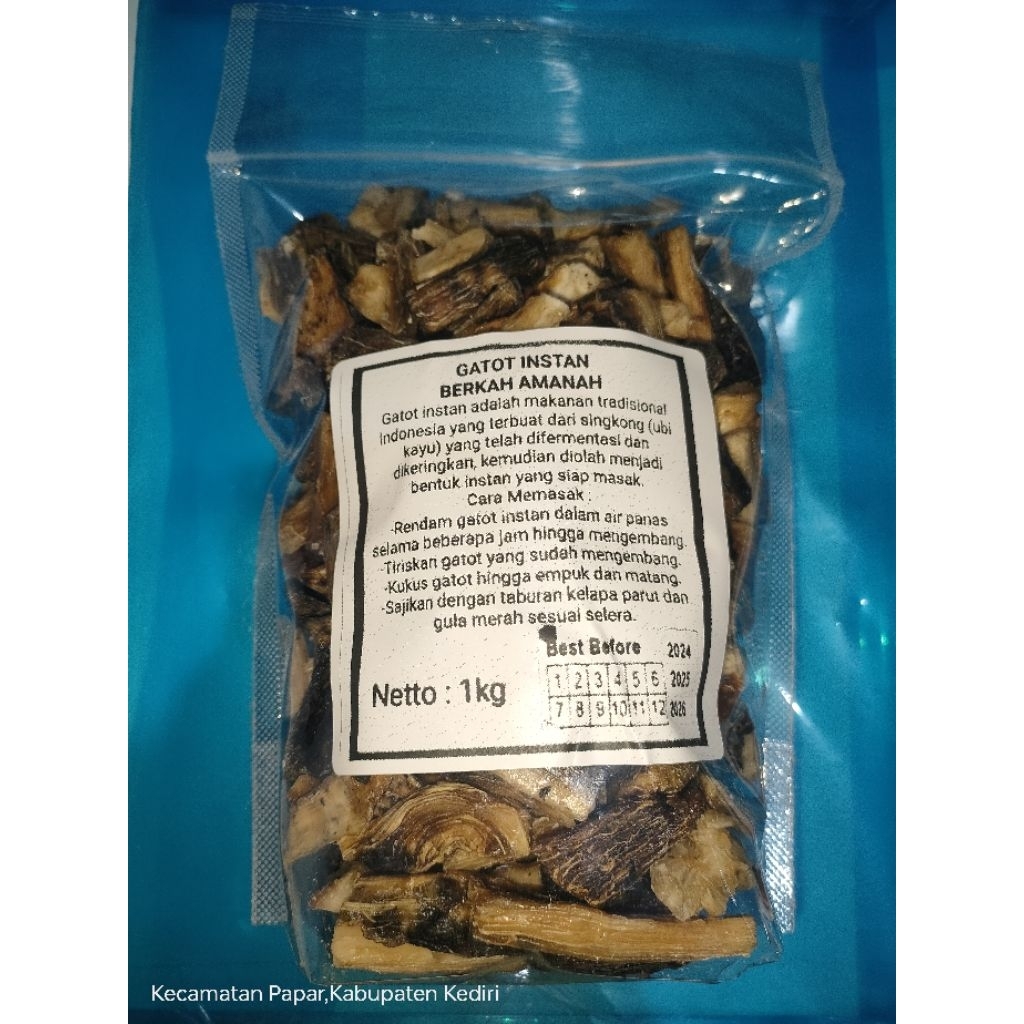 GATOT INSTAN
BERKAH AMANAH
Gatot instan adalah makanan tradisional
Indonesia yang terbuat dari singkong (ubi
kayu) yang telah difermentasi dan
dikeringkan, kemudian diolah menjadi
bentuk instan yang siap masak.
Cara Memasak :
-Rendam gatot instan dalam air panas
selama beberapa jam hingga mengembang.
-Tiriskan gatot yang sudah mengembang.
-Kukus gatot hingga empuk dan matang.
-Sajikan dengan taburan kelapa parut dan
gula merah sesuai selera.
Best Before 2024
1 2 3 4 5 6 2025
7 8 9 10 11 12 2026
Netto : 1kg
Kecamatan Papar,Kabupaten Kediri